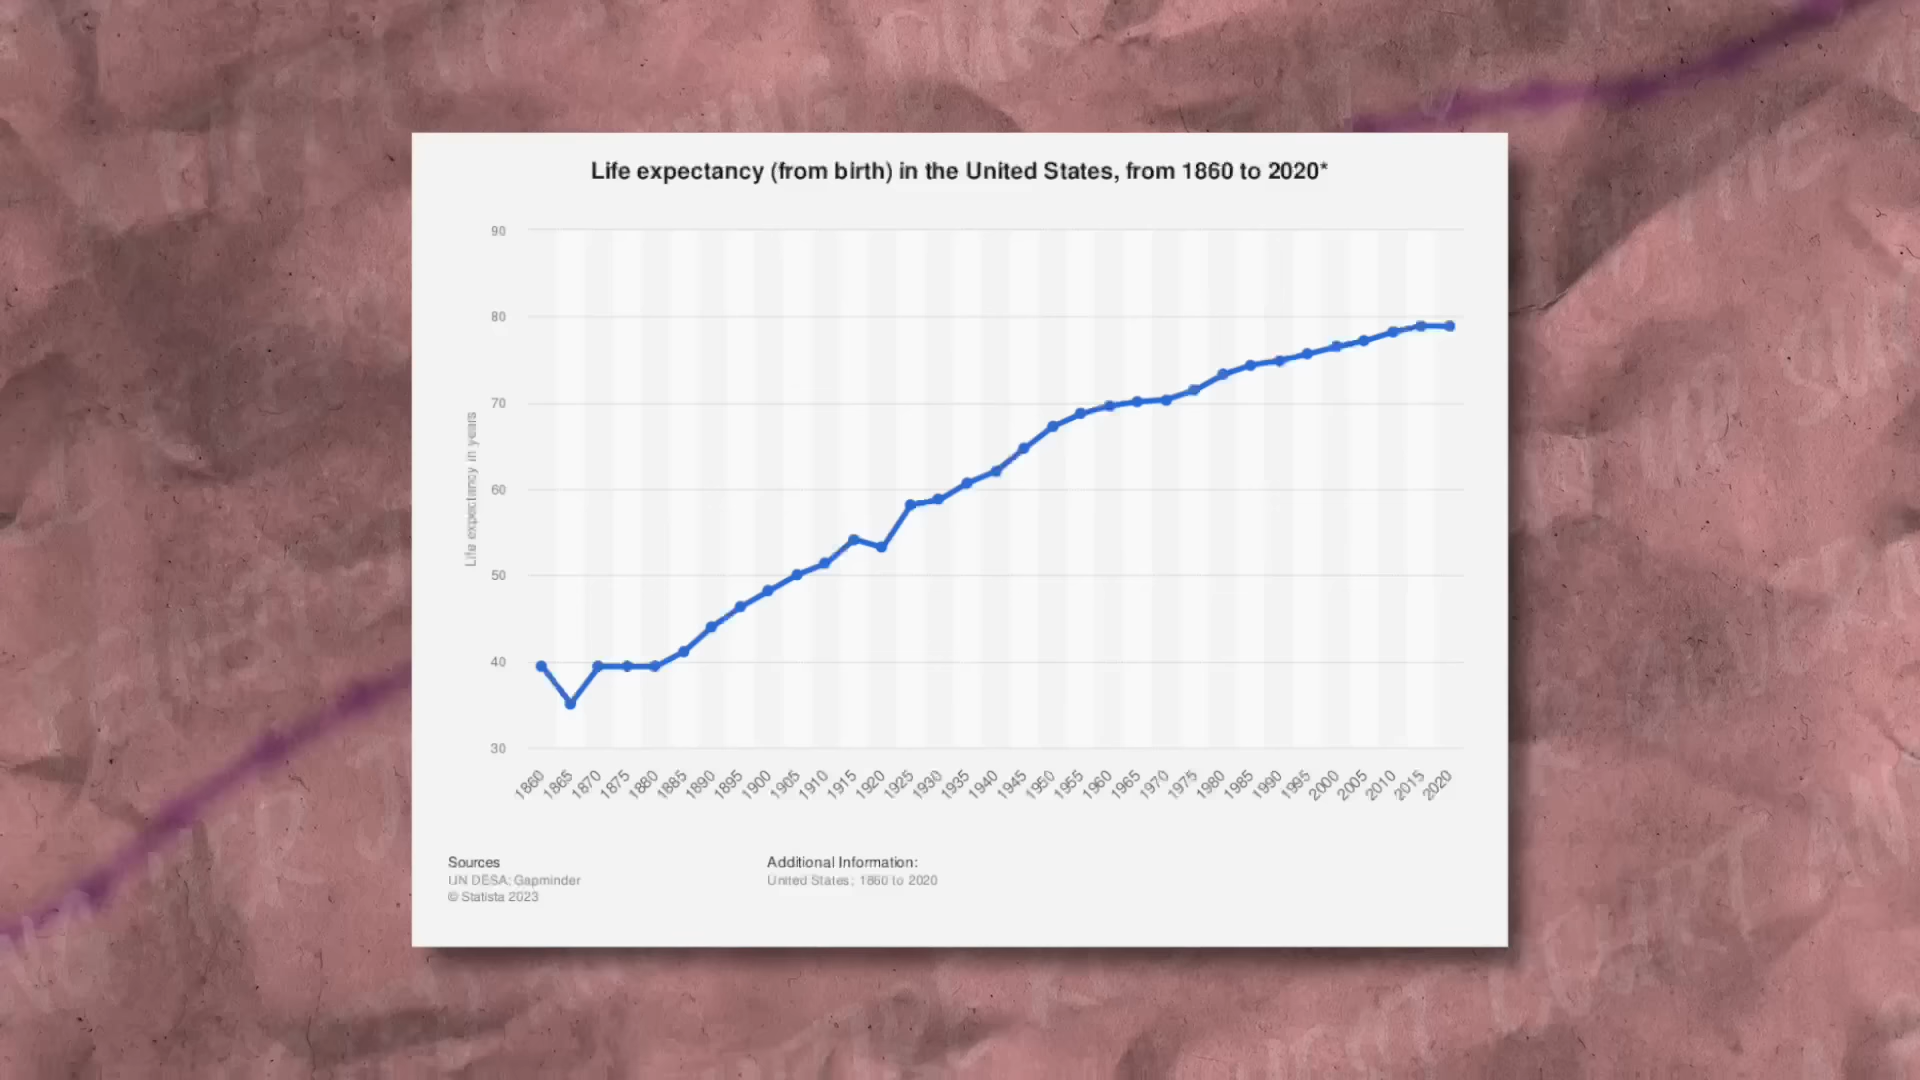 Life expectancy (from birth) in the United States, from 1860 to 2020*
90
80
70
60
50
40
30
Life expectancy in years
1860 1865 1870 1875 1880 1885 1890 1895 1900 1905 1910 1915 1920 1925 1930 1935 1940 1945 1950 1955 1960 1965 1970 1975 1980 1985 1990 1995 2000 2005 2010 2015 2020
Sources
UN DESA; Gapminder
© Statista 2023
Additional Information:
United States; 1860 to 2020